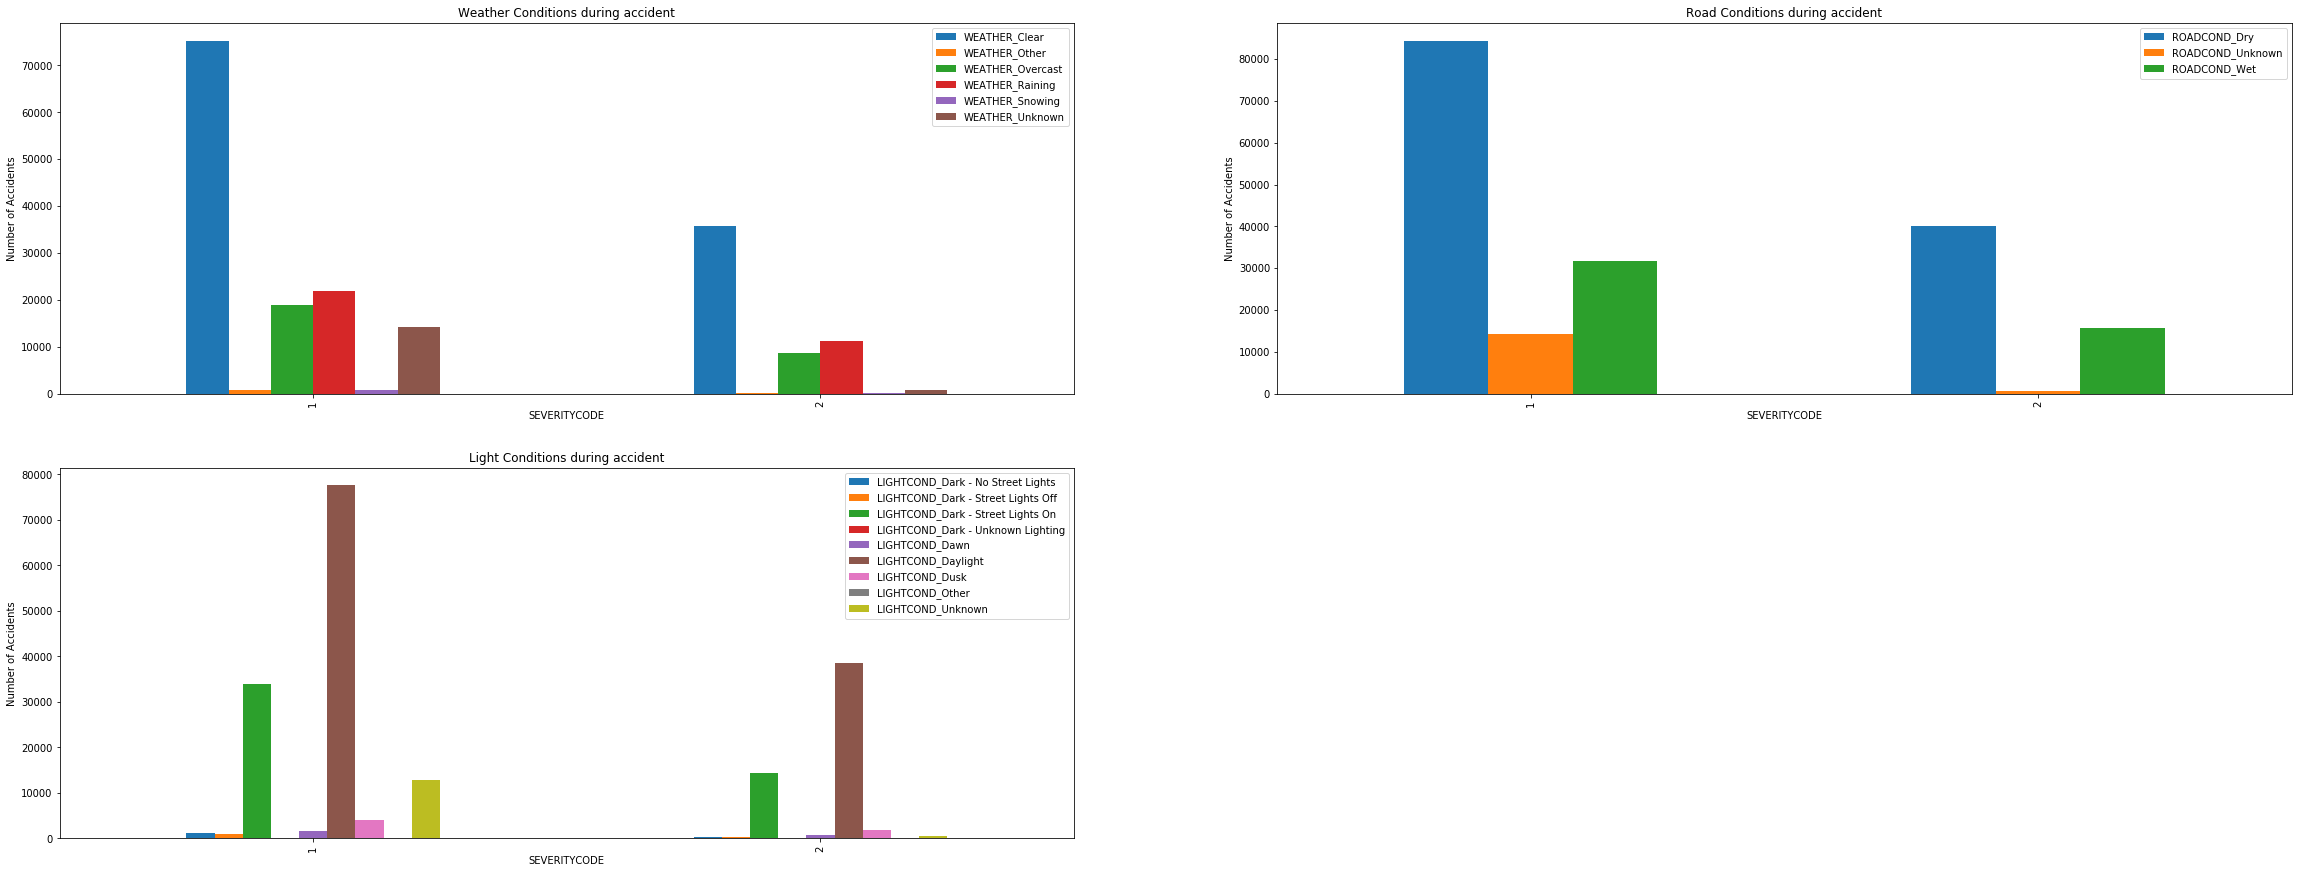 Weather Conditions during accident
Number of Accidents
70000
60000
50000
40000
30000
20000
10000
0
WEATHER_Clear
WEATHER_Other
WEATHER_Overcast
WEATHER_Raining
WEATHER_Snowing
WEATHER_Unknown
1
2
SEVERITYCODE
Road Conditions during accident
Number of Accidents
80000
70000
60000
50000
40000
30000
20000
10000
0
ROADCOND_Dry
ROADCOND_Unknown
ROADCOND_Wet
1
2
SEVERITYCODE
Light Conditions during accident
Number of Accidents
80000
70000
60000
50000
40000
30000
20000
10000
0
LIGHTCOND_Dark - No Street Lights
LIGHTCOND_Dark - Street Lights Off
LIGHTCOND_Dark - Street Lights On
LIGHTCOND_Dark - Unknown Lighting
LIGHTCOND_Dawn
LIGHTCOND_Daylight
LIGHTCOND_Dusk
LIGHTCOND_Other
LIGHTCOND_Unknown
1
2
SEVERITYCODE